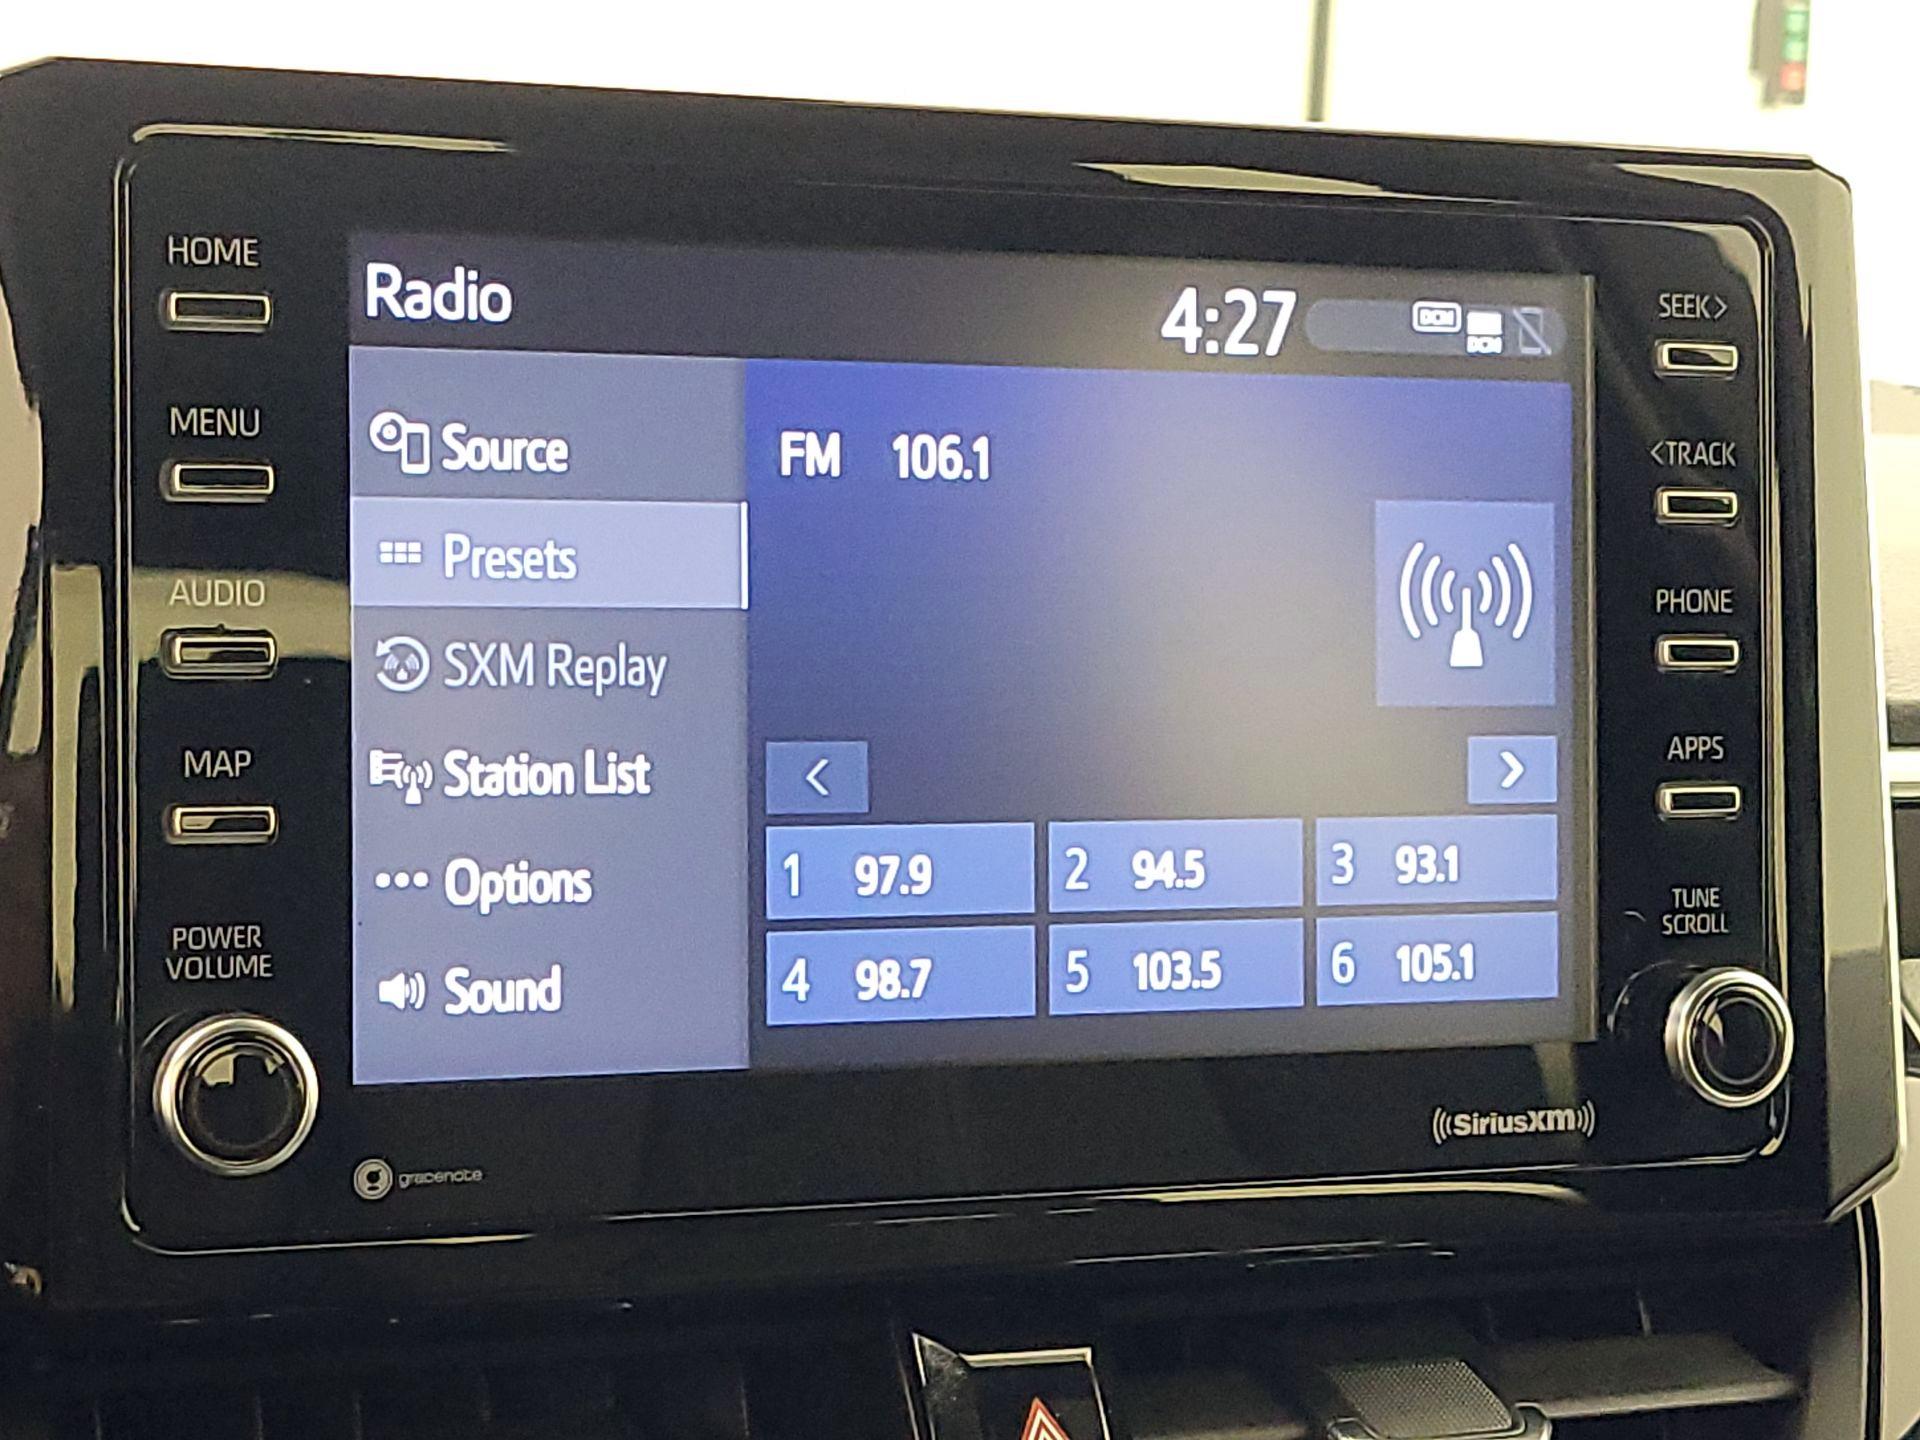 HOME
MENU
AUDIO
MAP
POWER
VOLUME
Radio
4:27
DCM
DCM
Source
Presets
SXM Replay
Station List
Options
Sound
FM 106.1
<
>
1 97.9
2 94.5
3 93.1
4 98.7
5 103.5
6 105.1
SEEK>
<TRACK
PHONE
APPS
TUNE
SCROLL
gracenote
SiriusXM